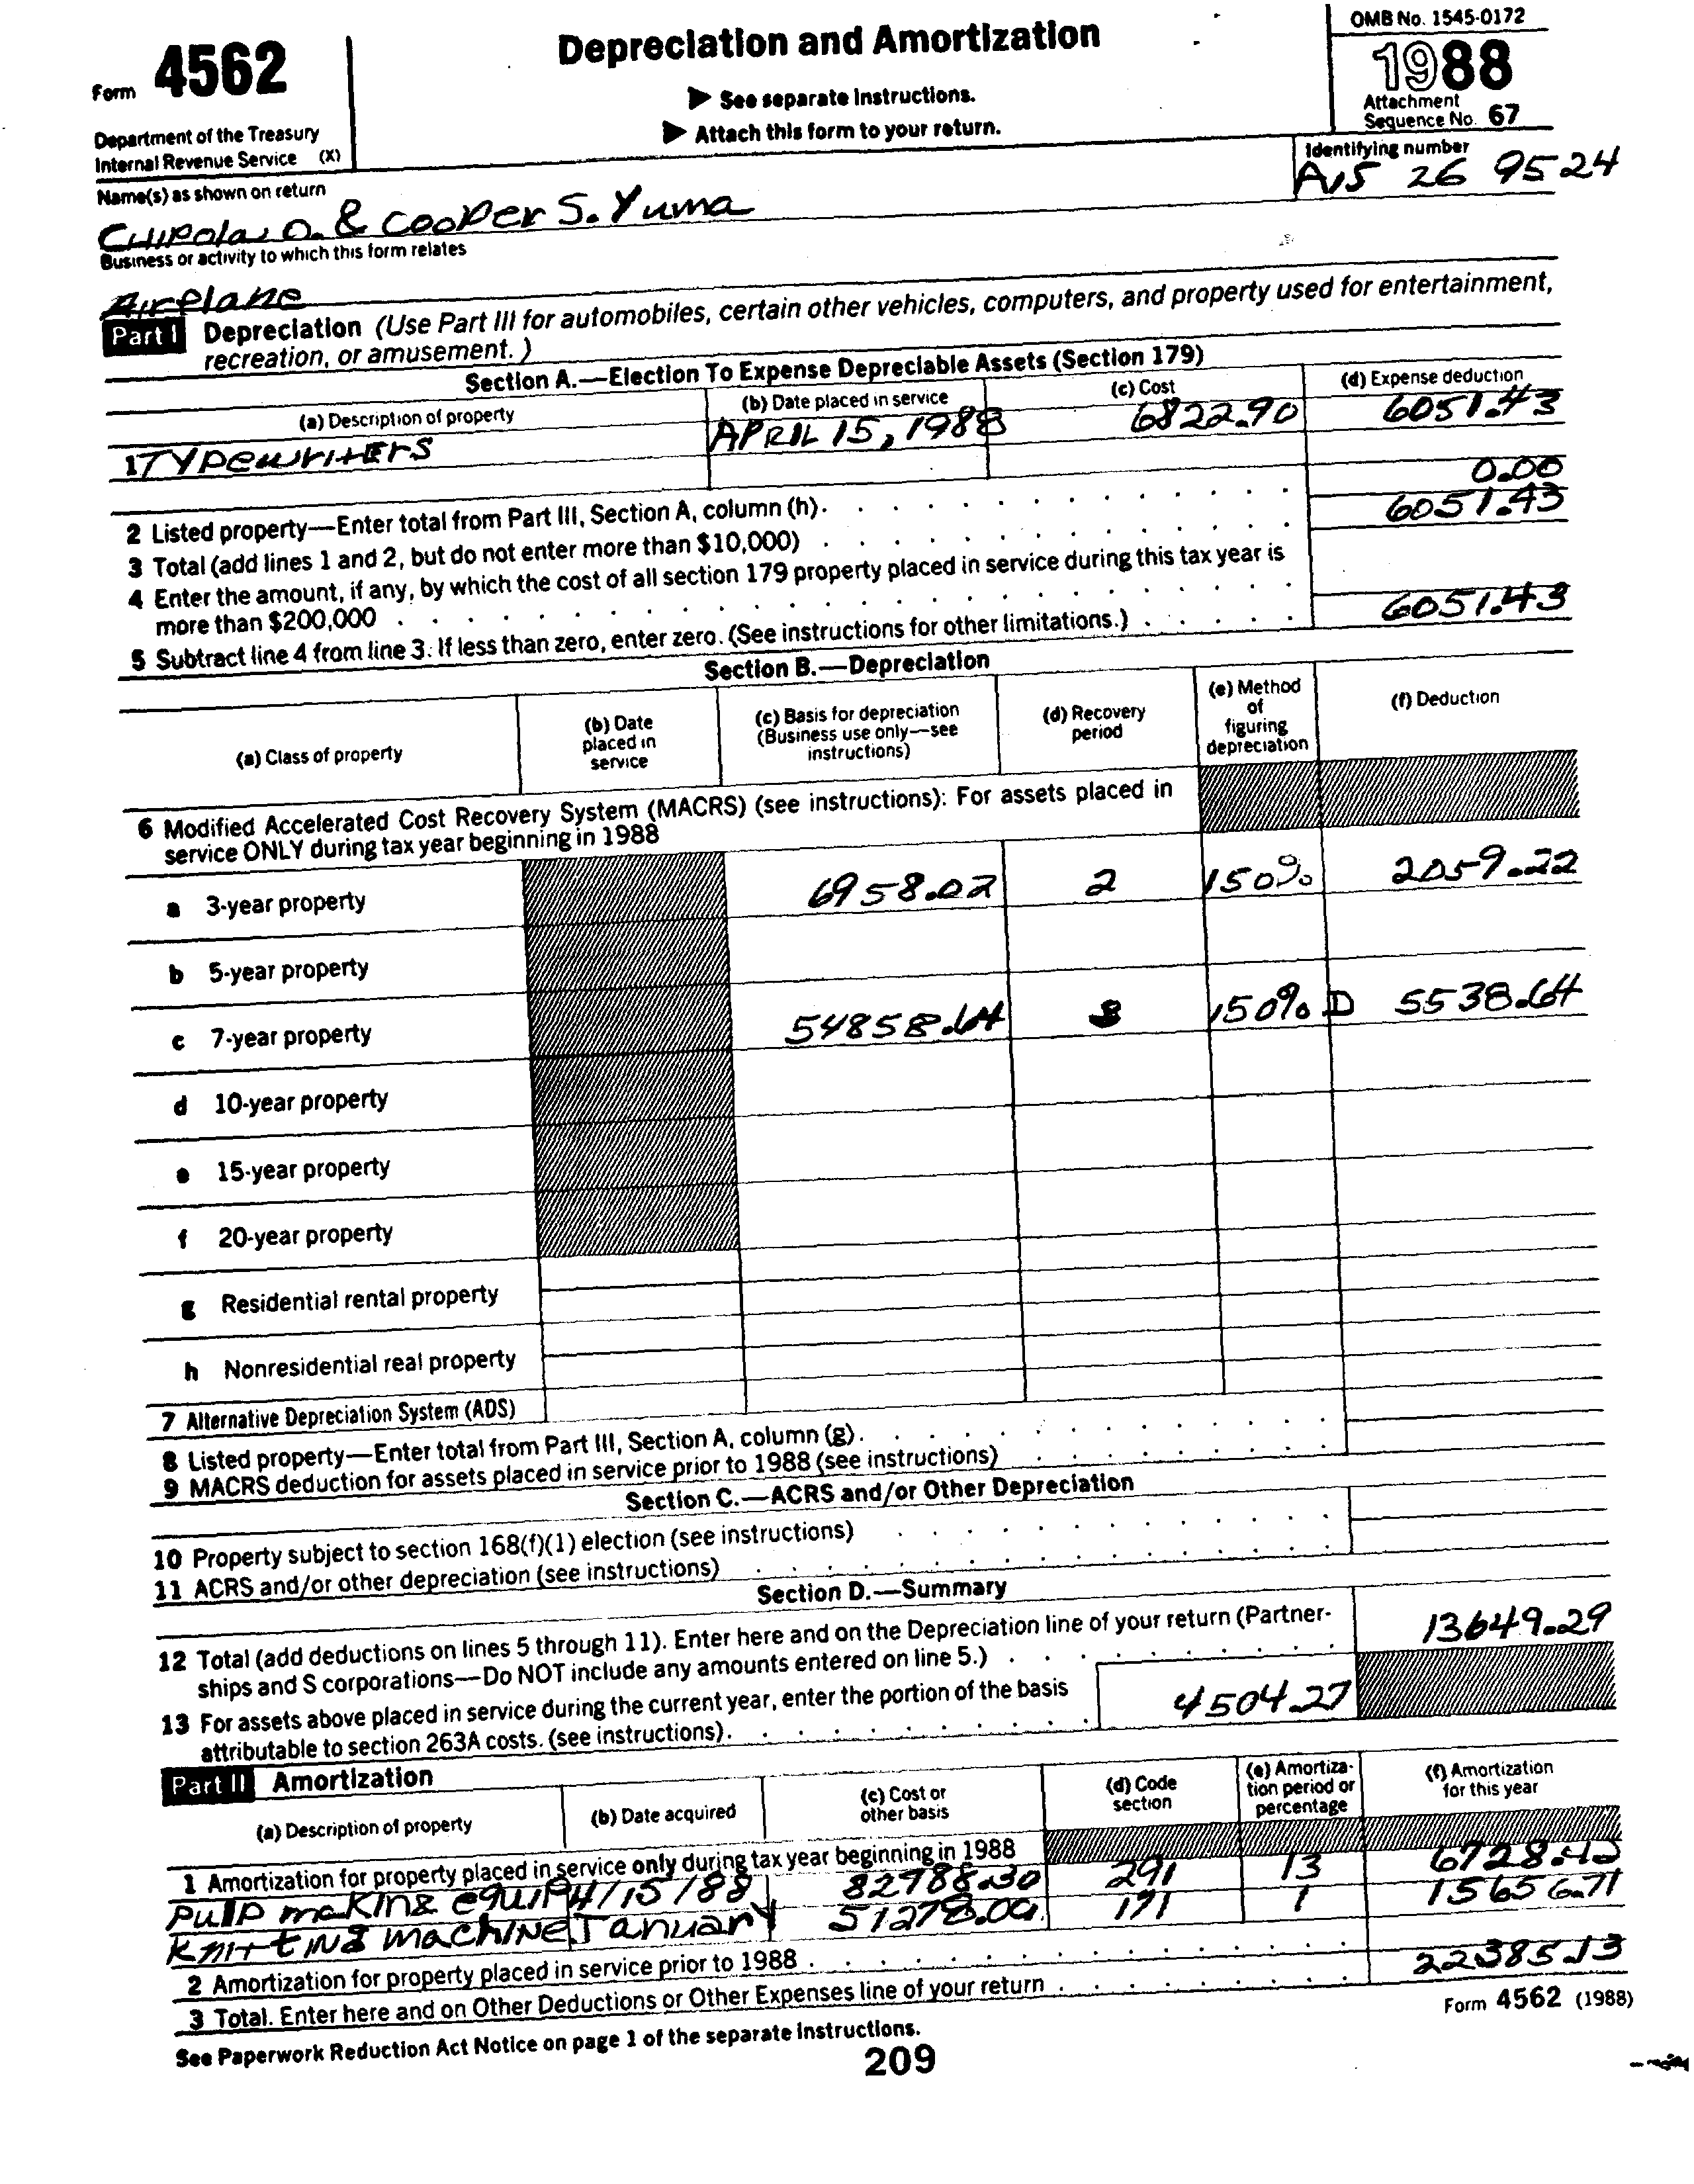 Form 4562
Department of the Treasury
Internal Revenue Service (X)
Depreciation and Amortization
▶ See separate Instructions.
▶ Attach this form to your return.
OMB No. 1545-0172
1988
Attachment
Sequence No. 67
Name(s) as shown on return
& Cooper S. Yuma
Identifying number
26 9524
Business or activity to which this form relates
Airplane
Part I Depreciation (Use Part III for automobiles, certain other vehicles, computers, and property used for entertainment,
recreation, or amusement.)
Section A.—Election To Expense Depreciable Assets (Section 179)
(a) Description of property (b) Date placed in service (c) Cost (d) Expense deduction
1 Typewriters APRIL 15, 1988 6822.90 6051.43
2 Listed property—Enter total from Part III, Section A, column (h) 0.00
3 Total (add lines 1 and 2, but do not enter more than $10,000) 6051.43
4 Enter the amount, if any, by which the cost of all section 179 property placed in service during this tax year is
more than $200,000
5 Subtract line 4 from line 3. If less than zero, enter zero. (See instructions for other limitations.) 6051.43
Section B.—Depreciation
(a) Class of property (b) Date placed in service (c) Basis for depreciation (Business use only—see instructions) (d) Recovery period (e) Method of figuring depreciation (f) Deduction
6 Modified Accelerated Cost Recovery System (MACRS) (see instructions): For assets placed in
service ONLY during tax year beginning in 1988
a 3-year property 6958.02 2 150% 2059.22
b 5-year property
c 7-year property 54858.64 150% D 5538.64
d 10-year property
e 15-year property
f 20-year property
g Residential rental property
h Nonresidential real property
7 Alternative Depreciation System (ADS)
8 Listed property—Enter total from Part III, Section A, column (g)
9 MACRS deduction for assets placed in service prior to 1988 (see instructions)
Section C.—ACRS and/or Other Depreciation
10 Property subject to section 168(f)(1) election (see instructions)
11 ACRS and/or other depreciation (see instructions)
Section D.—Summary
12 Total (add deductions on lines 5 through 11). Enter here and on the Depreciation line of your return (Partner-
ships and S corporations—Do NOT include any amounts entered on line 5.) 13649.29
13 For assets above placed in service during the current year, enter the portion of the basis
attributable to section 263A costs. (see instructions) 4504.27
Part II Amortization
(a) Description of property (b) Date acquired (c) Cost or other basis (d) Code section (e) Amortization period or percentage (f) Amortization for this year
1 Amortization for property placed in service only during tax year beginning in 1988
Pulp making equip 4/15/88 82788.30 291 13 6728.42
Knitting machine January 51278.09 171 1 15656.71
2 Amortization for property placed in service prior to 1988
3 Total. Enter here and on Other Deductions or Other Expenses line of your return 22385.13
See Paperwork Reduction Act Notice on page 1 of the separate Instructions.
Form 4562 (1988)
209